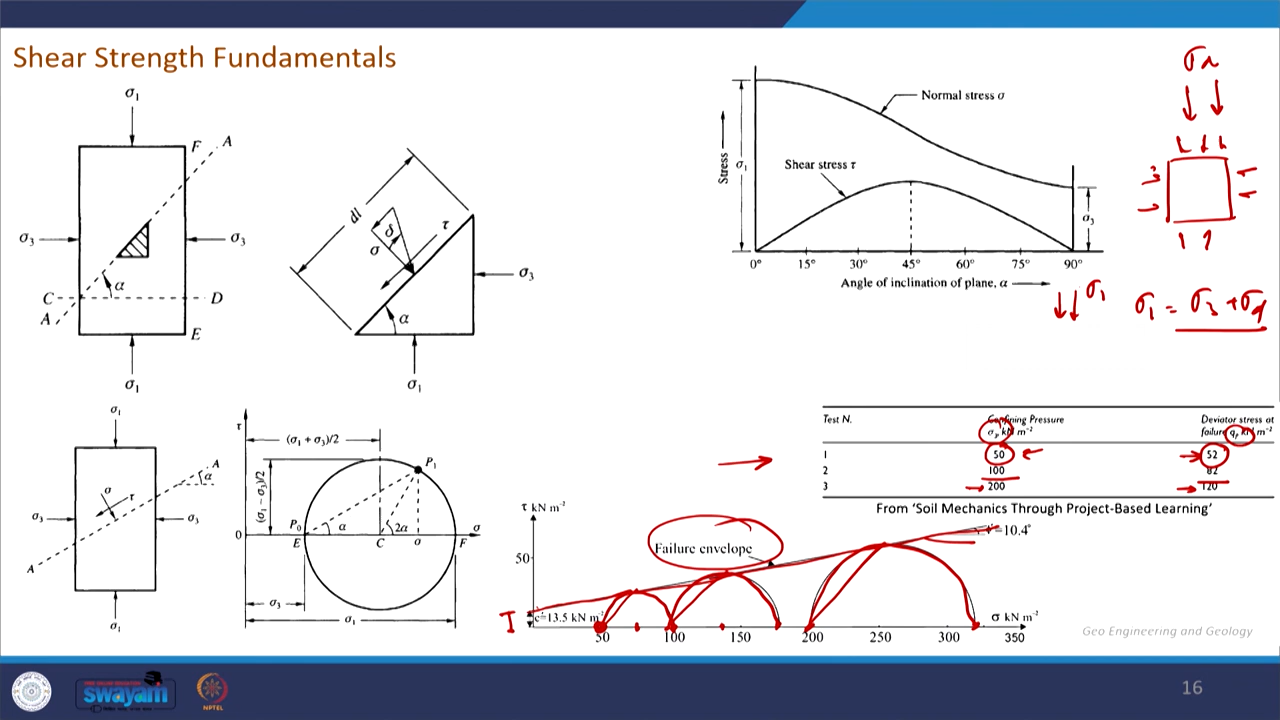 Shear Strength Fundamentals
σ1
F A
σ3
σ3
α
C
D
A
E
σ1
dl
δ
τ
σ
σ3
α
σ1
Normal stress σ
Shear stress τ
Stress
σ1
σ3
0° 15° 30° 45° 60° 75° 90°
Angle of inclination of plane, α
σ1
σ1 = σ3 + σd
σ1
A
α
σ
τ
σ3
σ3
A
σ1
τ
(σ1 + σ3)/2
(σ1 − σ3)/2
P1
P0
α
2α
σ
0
E
C
σ
F
σ3
σ1
Test N.
Confining Pressure
Deviator stress at
σ3 kN m-2
failure qf kN m-2
1 50 52
2 100 82
3 200 120
From 'Soil Mechanics Through Project-Based Learning'
τ kN m-2
50
Failure envelope
=10.4°
c'=13.5 kN m-2
σ kN m-2
50 100 150 200 250 300 350
Geo Engineering and Geology
swayam
NPTEL
16